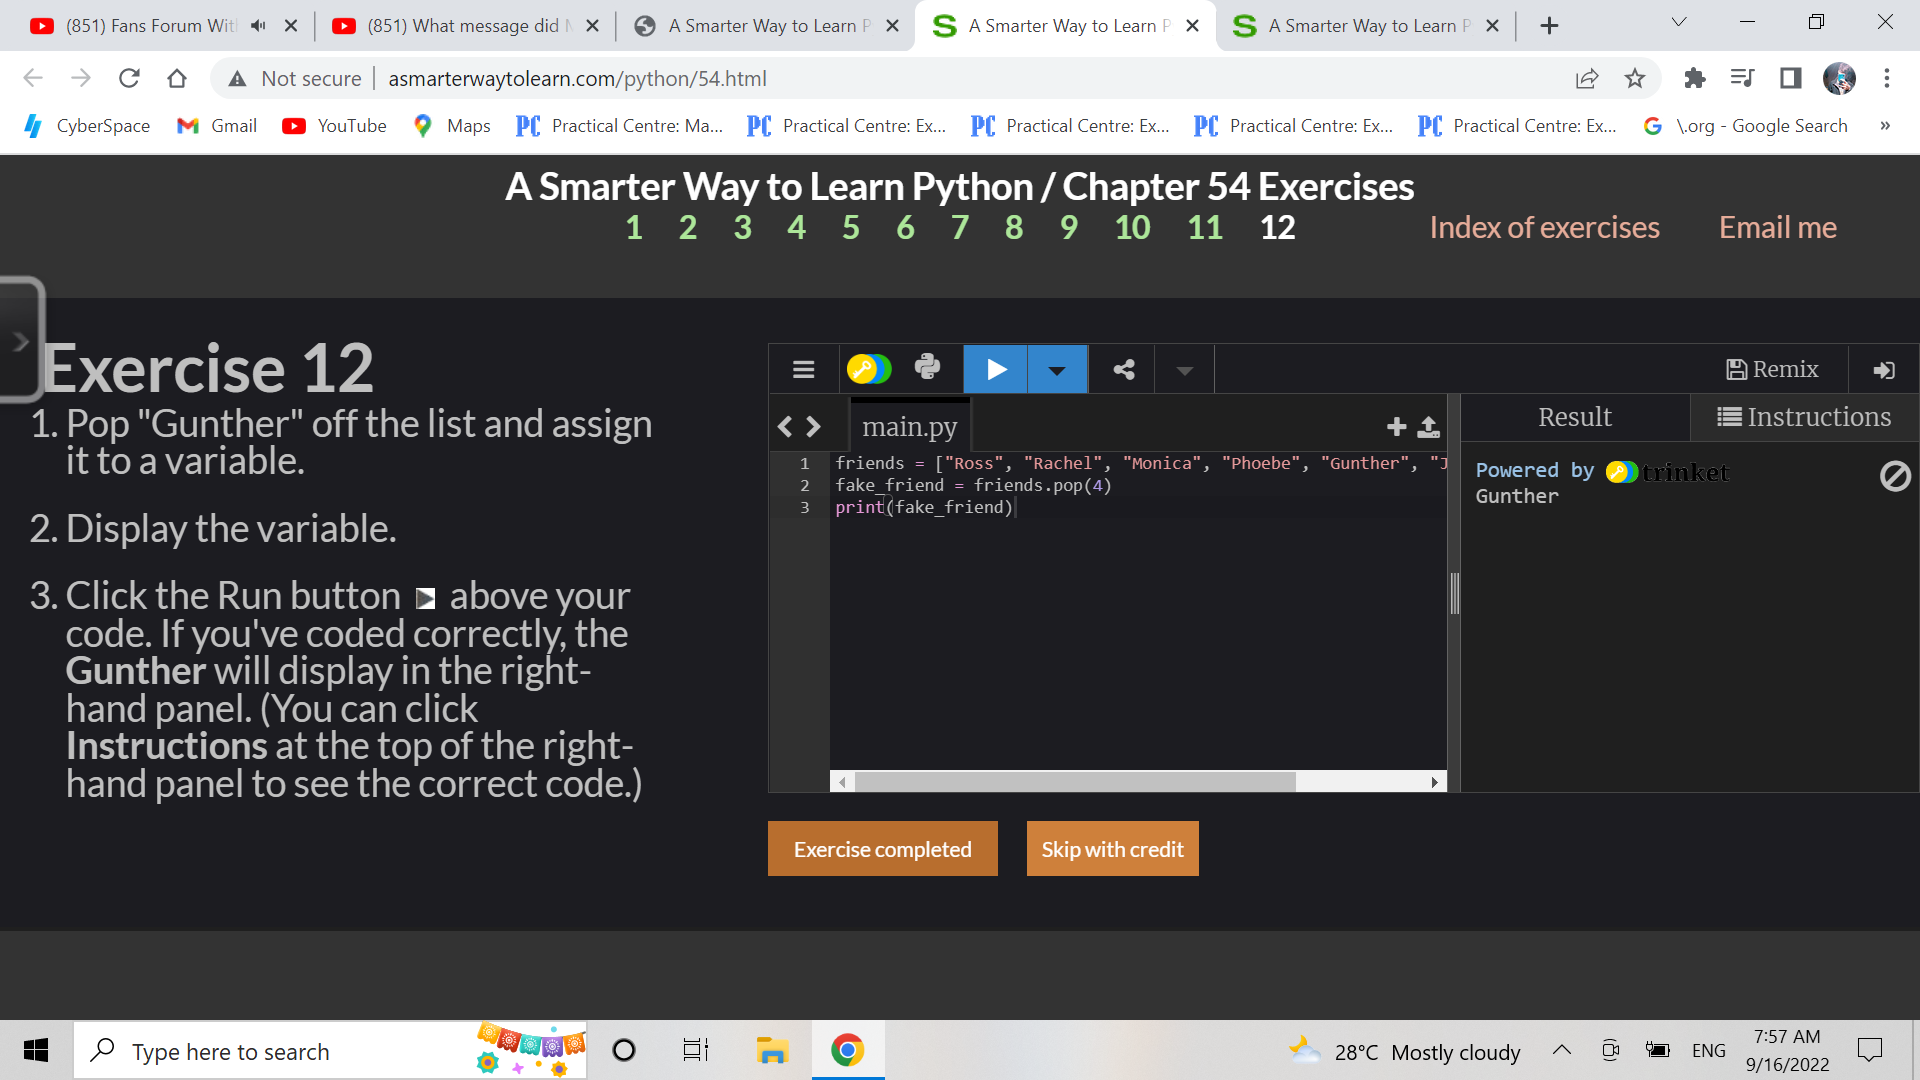 (851) Fans Forum Wit
(851) What message did
A Smarter Way to Learn P
A Smarter Way to Learn P
A Smarter Way to Learn P
Not secure
asmarterwaytolearn.com/python/54.html
CyberSpace
Gmail
YouTube
Maps
PC Practical Centre: Ma...
PC Practical Centre: Ex...
PC Practical Centre: Ex...
PC Practical Centre: Ex...
PC Practical Centre: Ex...
\.org - Google Search
»
A Smarter Way to Learn Python / Chapter 54 Exercises
1 2 3 4 5 6 7 8 9 10 11 12
Index of exercises
Email me
Exercise 12
1. Pop "Gunther" off the list and assign
it to a variable.
2. Display the variable.
3. Click the Run button above your
code. If you've coded correctly, the
Gunther will display in the right-
hand panel. (You can click
Instructions at the top of the right-
hand panel to see the correct code.)
Remix
main.py
Result
Instructions
1 friends = ["Ross", "Rachel", "Monica", "Phoebe", "Gunther", "J
2 fake_friend = friends.pop(4)
3 print(fake_friend)
Powered by trinket
Gunther
Exercise completed
Skip with credit
Type here to search
28°C Mostly cloudy
ENG
7:57 AM
9/16/2022